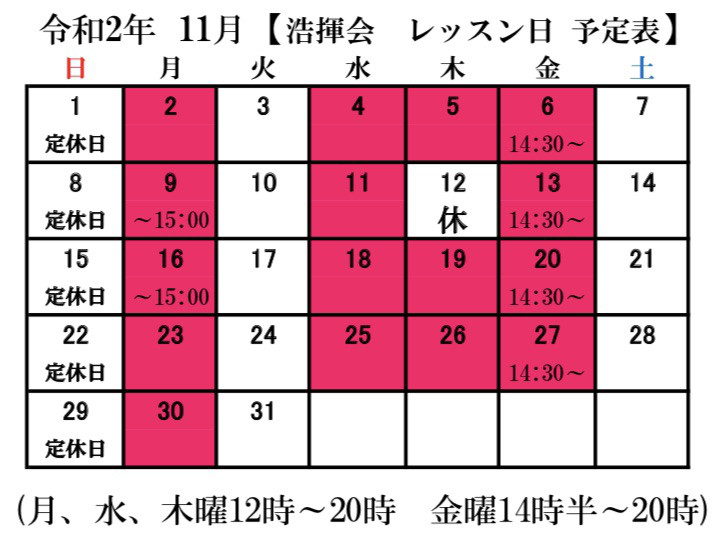 令和2年 11月【浩揮会　レッスン日 予定表】
日 月 火 水 木 金 土
1 2 3 4 5 6 7
定休日 14:30～
8 9 10 11 12 13 14
定休日 ～15:00 休 14:30～
15 16 17 18 19 20 21
定休日 ～15:00 14:30～
22 23 24 25 26 27 28
定休日 14:30～
29 30 31
定休日
(月、水、木曜12時～20時　金曜14時半～20時)